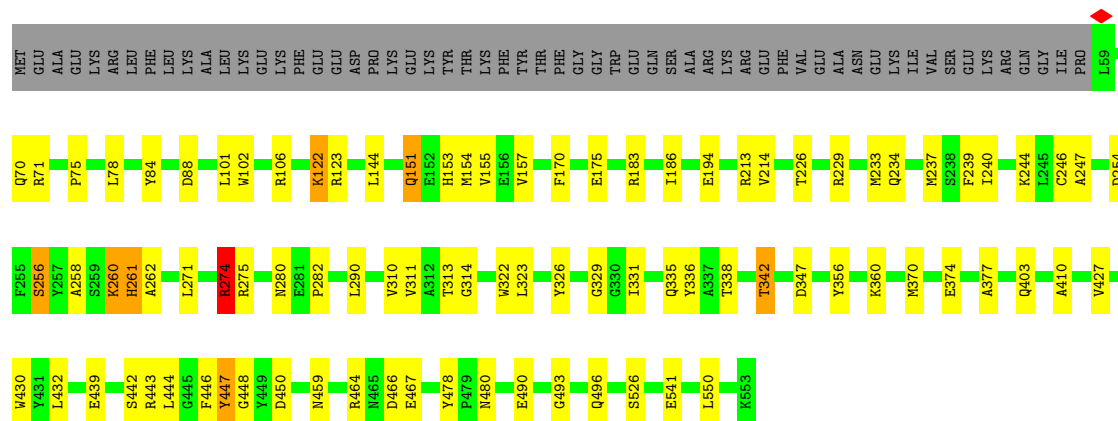 MET GLU ALA GLU LYS ARG LEU PHE LEU LYS ALA LEU LYS GLU LYS PHE GLU GLU ASP PRO LYS GLU LYS TYR THR LYS PHE TYR THR PHE GLY GLY TRP GLU GLN SER ALA ARG LYS ARG GLU PHE VAL GLU ALA ASN GLU LYS ILE VAL SER GLU LYS ARG GLN GLY ILE PRO L59
Q70 R71 P75 L78 Y84 D88 L101 W102 R106 K122 R123 L144 Q151 E152 H153 M154 V155 E156 V157 F170 E175 R183 I186 E194 R213 V214 T226 R229 M233 Q234 M237 S238 F239 I240 K244 L245 C246 A247 D254
F255 S256 Y257 A258 S259 K260 H261 A262 L271 R274 R275 N280 E281 P282 L290 V310 V311 A312 T313 G314 W322 L323 Y326 G329 G330 I331 Q335 Y336 A337 T338 T342 D347 Y356 K360 M370 E374 A377 Q403 A410 V427
W430 Y431 L432 E439 S442 R443 L444 G445 F446 Y447 G448 Y449 D450 N459 R464 N465 D466 E467 Y478 P479 N480 E490 G493 Q496 S526 E541 L550 K553